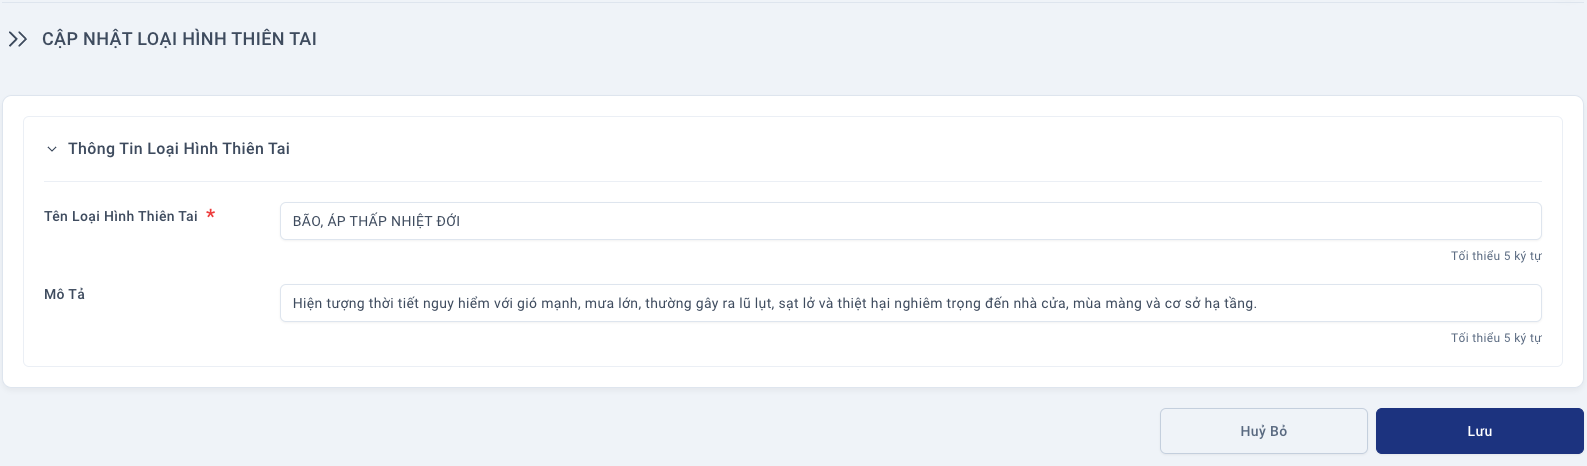 CẬP NHẬT LOẠI HÌNH THIÊN TAI
Thông Tin Loại Hình Thiên Tai
Tên Loại Hình Thiên Tai *
BÃO, ÁP THẤP NHIỆT ĐỚI
Tối thiểu 5 ký tự
Mô Tả
Hiện tượng thời tiết nguy hiểm với gió mạnh, mưa lớn, thường gây ra lũ lụt, sạt lở và thiệt hại nghiêm trọng đến nhà cửa, mùa màng và cơ sở hạ tầng.
Tối thiểu 5 ký tự
Huỷ Bỏ
Lưu